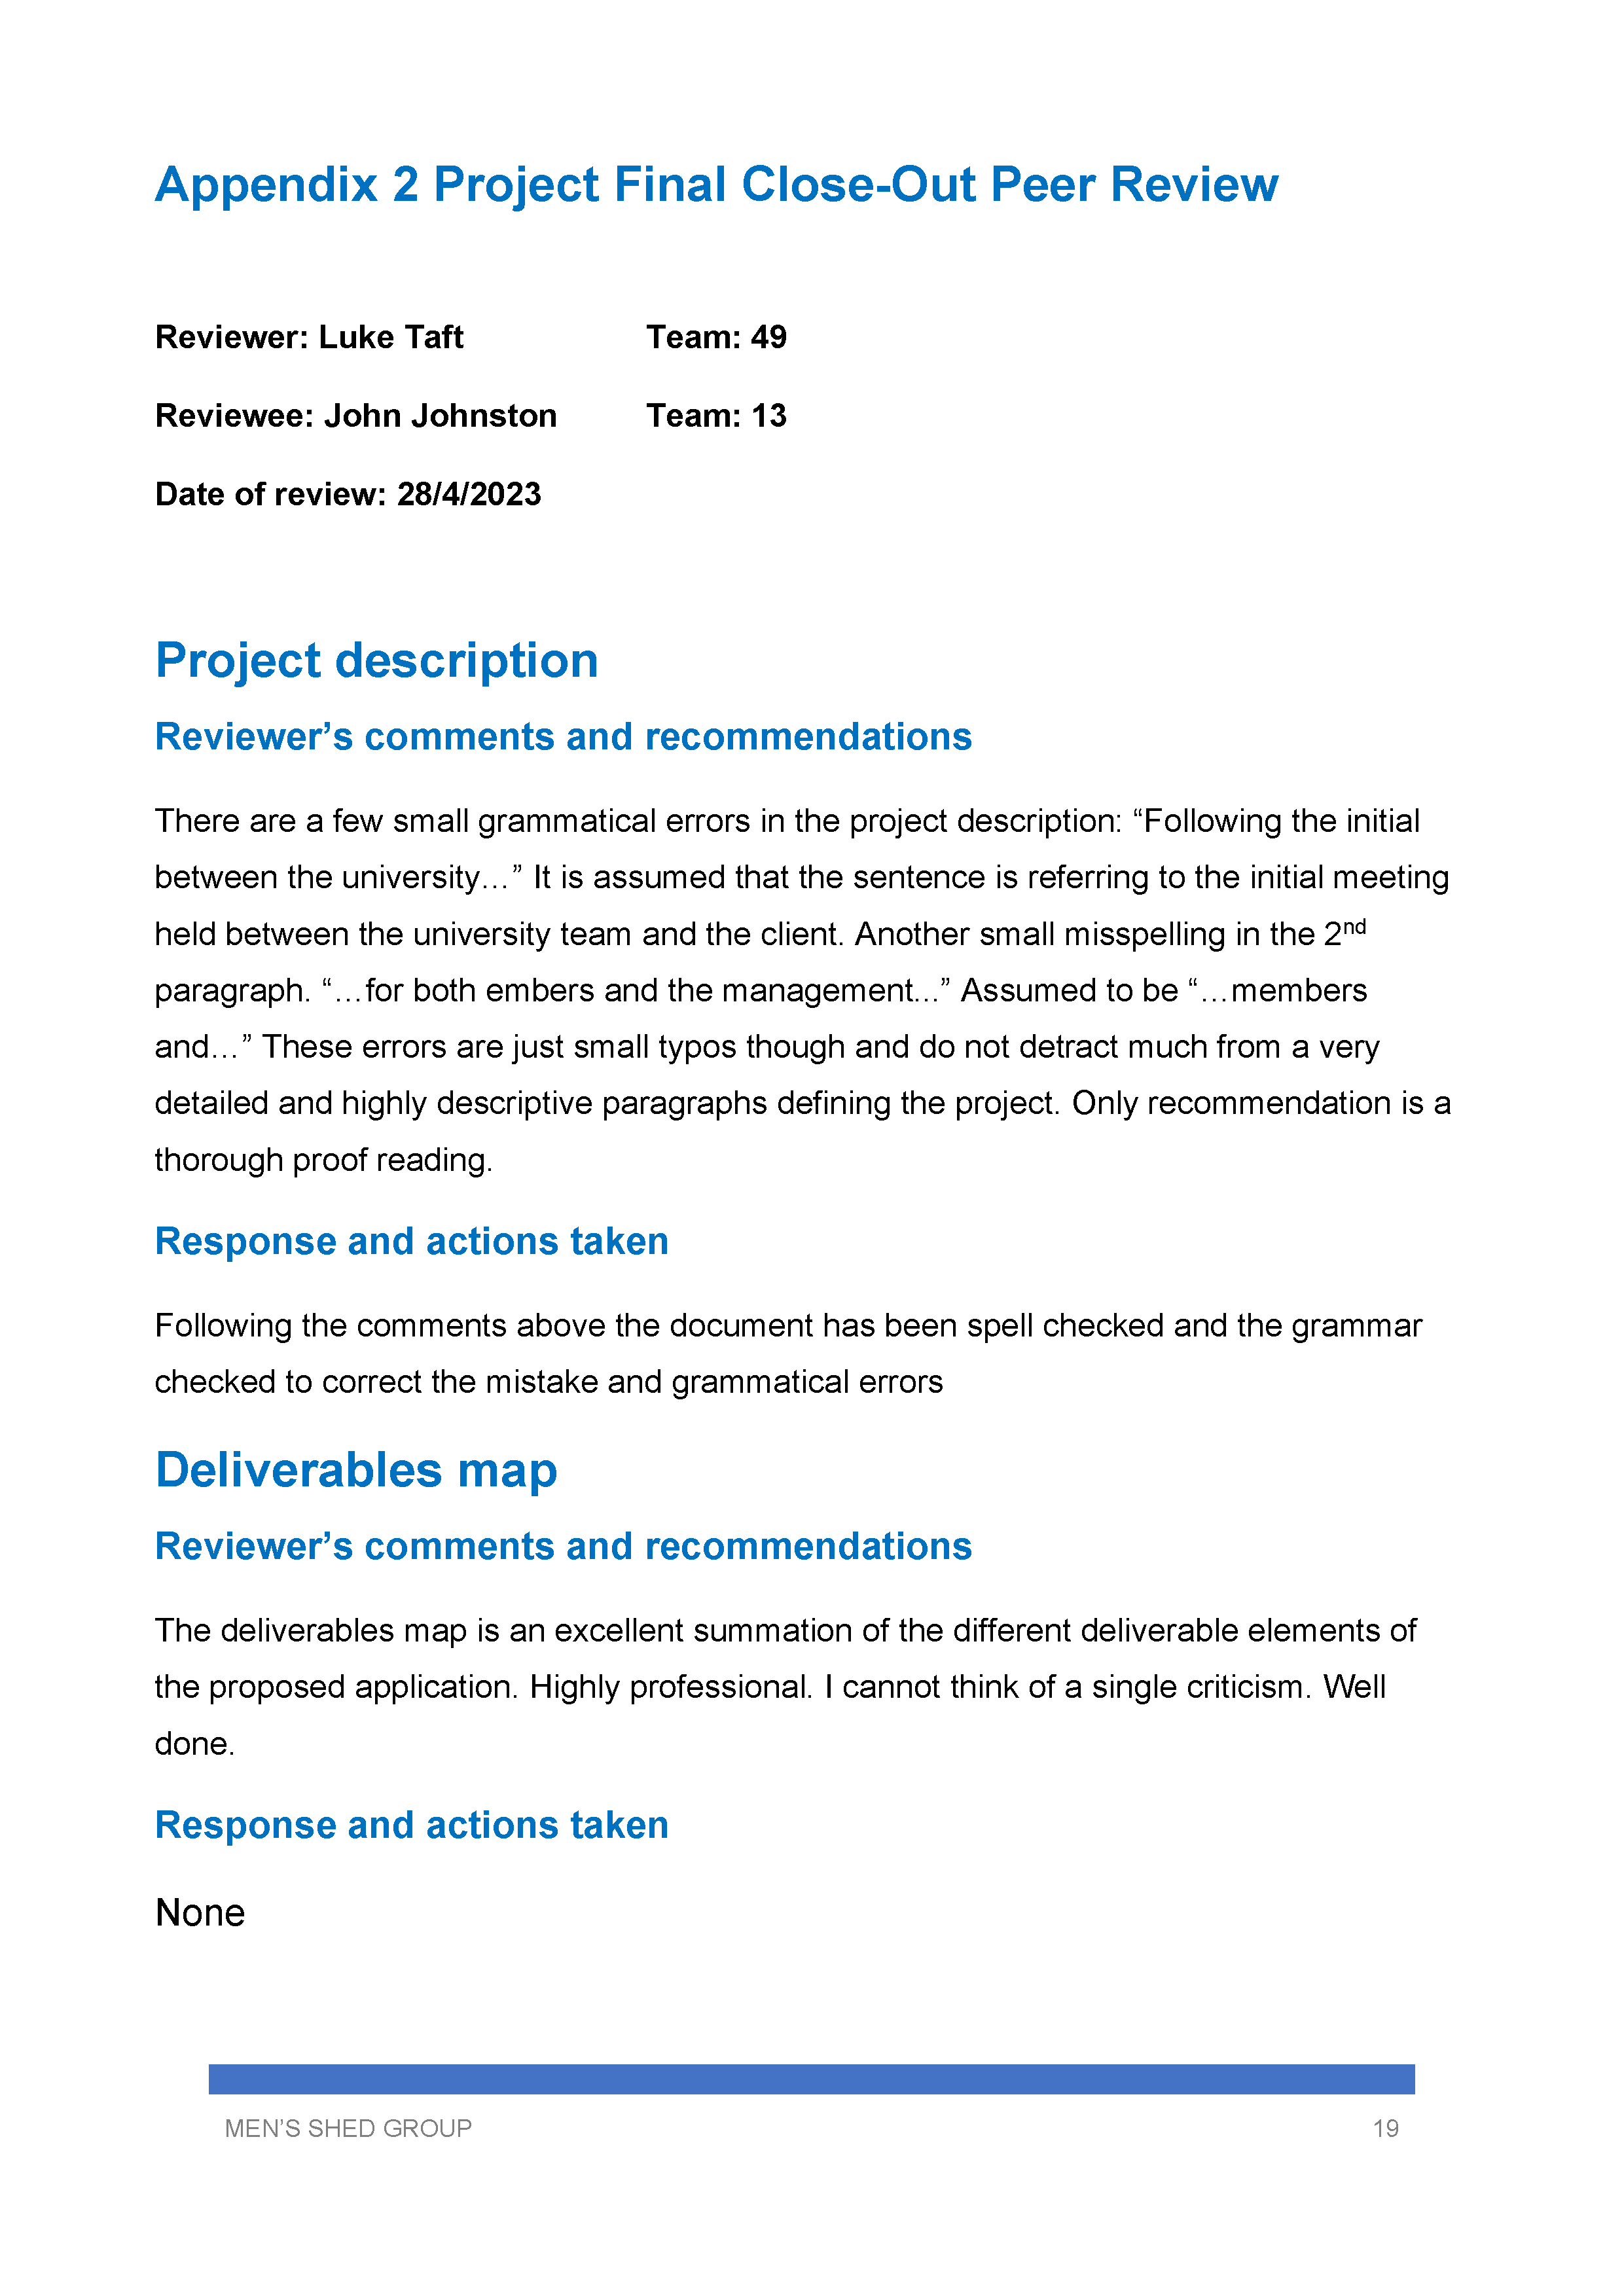 Appendix 2 Project Final Close-Out Peer Review
Reviewer: Luke Taft Team: 49
Reviewee: John Johnston Team: 13
Date of review: 28/4/2023
Project description
Reviewer’s comments and recommendations
There are a few small grammatical errors in the project description: “Following the initial
between the university…” It is assumed that the sentence is referring to the initial meeting
held between the university team and the client. Another small misspelling in the 2nd
paragraph. “…for both embers and the management...” Assumed to be “…members
and…” These errors are just small typos though and do not detract much from a very
detailed and highly descriptive paragraphs defining the project. Only recommendation is a
thorough proof reading.
Response and actions taken
Following the comments above the document has been spell checked and the grammar
checked to correct the mistake and grammatical errors
Deliverables map
Reviewer’s comments and recommendations
The deliverables map is an excellent summation of the different deliverable elements of
the proposed application. Highly professional. I cannot think of a single criticism. Well
done.
Response and actions taken
None
MEN’S SHED GROUP 19